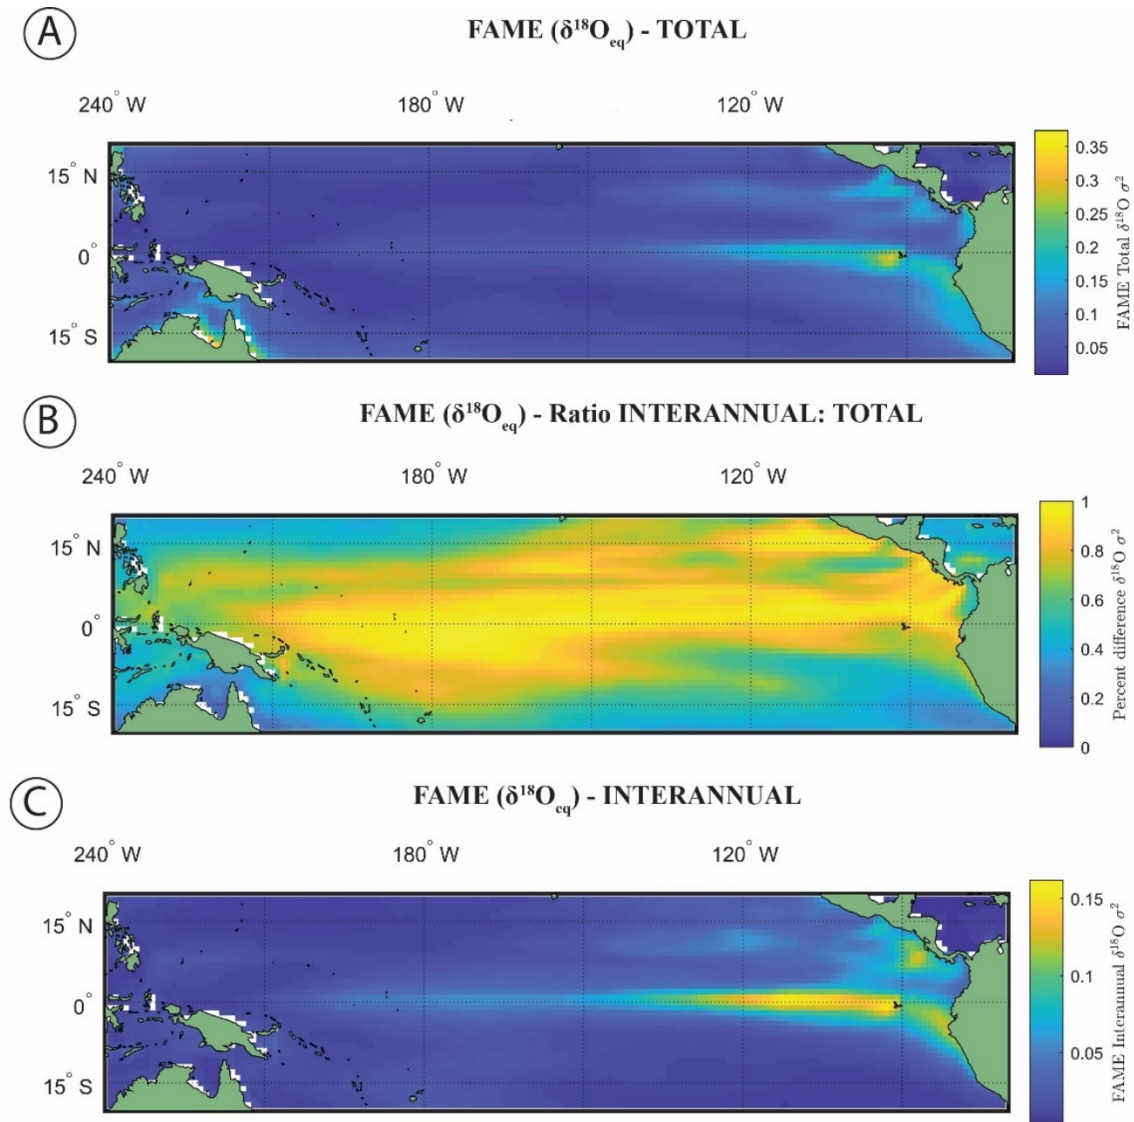 A
FAME (δ¹⁸Oeq) - TOTAL
240° W
180° W
120° W
15° N
0°
15° S
0.35
0.3
0.25
0.2
0.15
0.1
0.05
FAME Total δ¹⁸O σ²
B
FAME (δ¹⁸Oeq) - Ratio INTERANNUAL: TOTAL
240° W
180° W
120° W
15° N
0°
15° S
1
0.8
0.6
0.4
0.2
0
Percent difference δ¹⁸O σ²
C
FAME (δ¹⁸Oeq) - INTERANNUAL
240° W
180° W
120° W
15° N
0°
15° S
0.15
0.1
0.05
FAME Interannual δ¹⁸O σ²